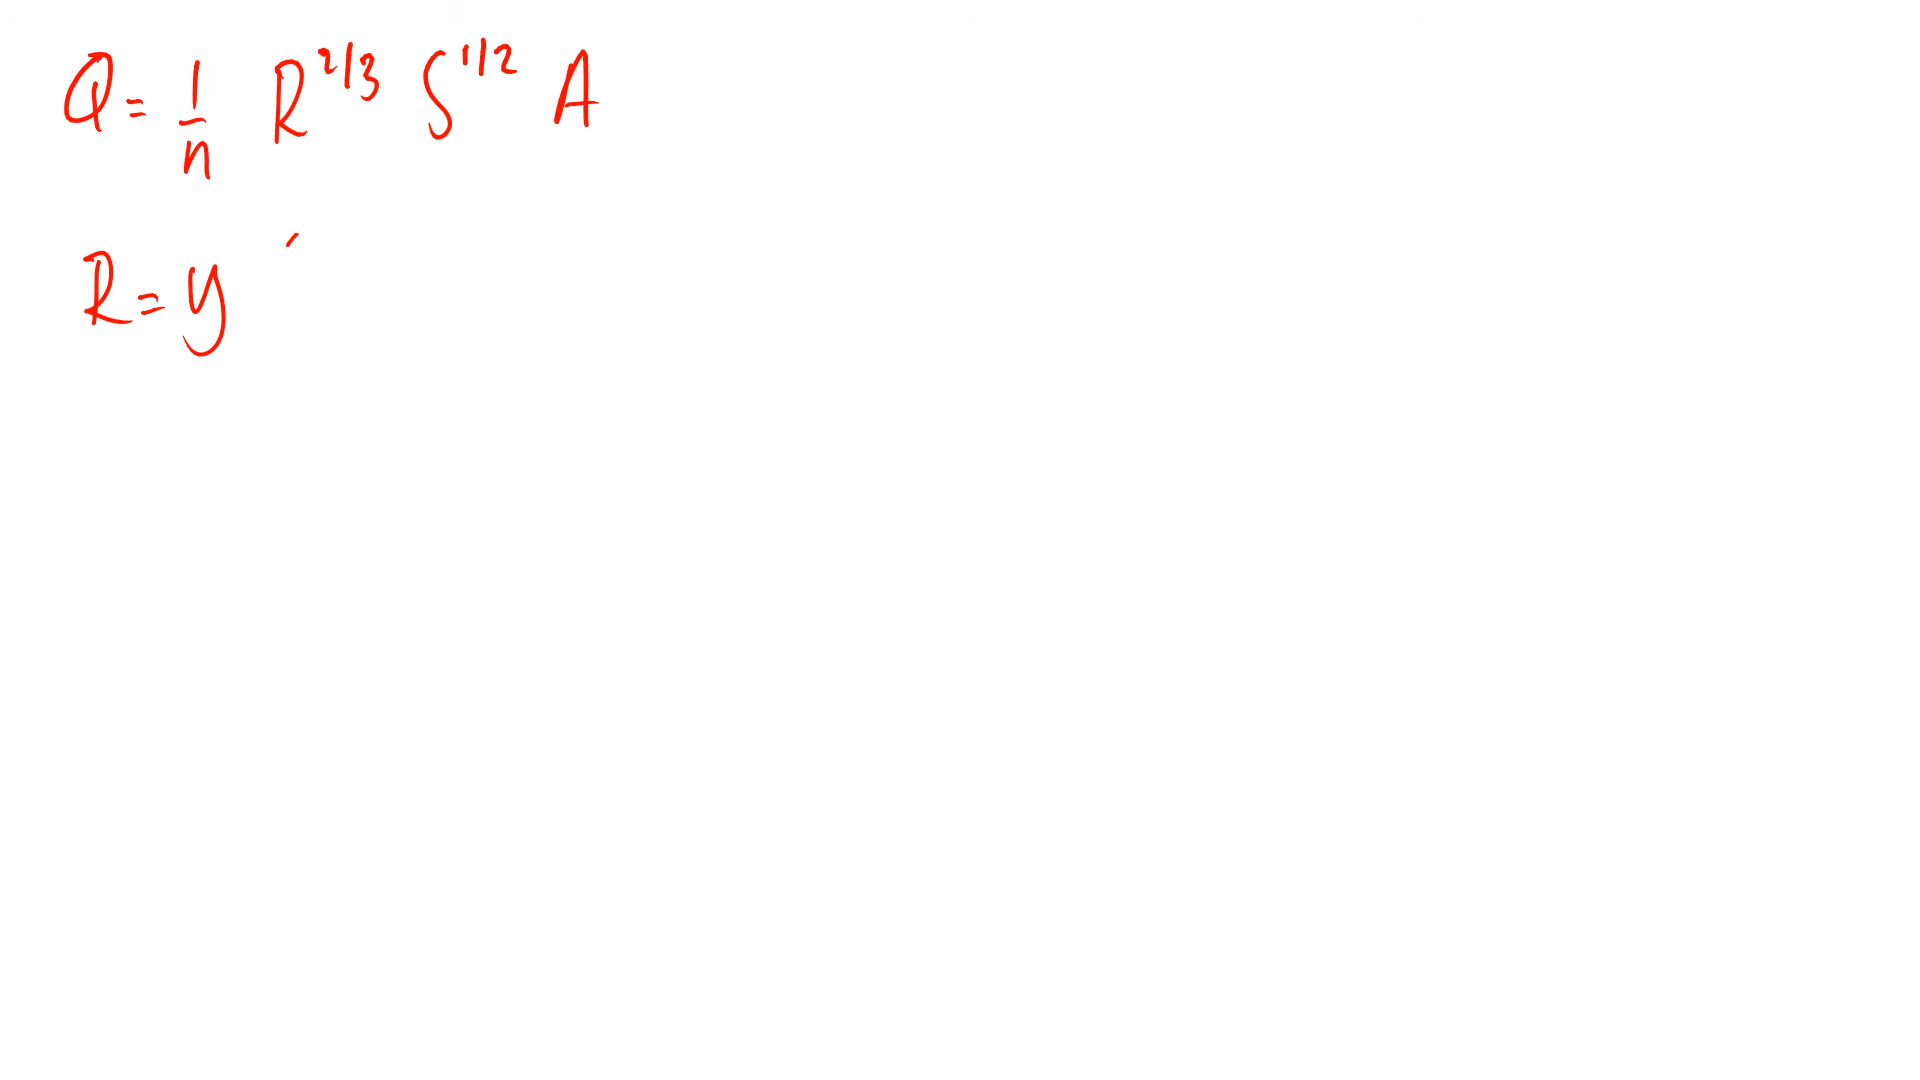 Q = 1/n R^2/3 S^1/2 A
R = y